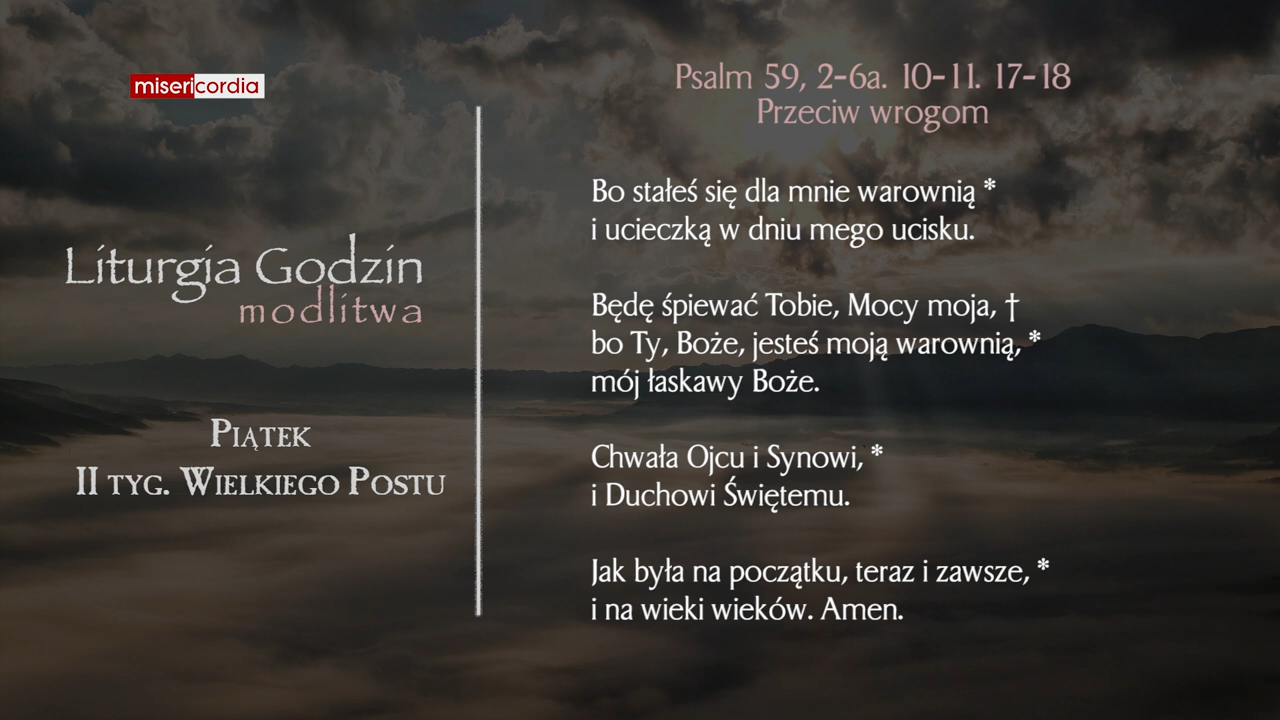 misericordia
Liturgia Godzin
modlitwa
Piątek
II tyg. Wielkiego Postu
Psalm 59, 2-6a. 10-11. 17-18
Przeciw wrogom
Bo stałeś się dla mnie warownią *
i ucieczką w dniu mego ucisku.
Będę śpiewać Tobie, Mocy moja, †
bo Ty, Boże, jesteś moją warownią, *
mój łaskawy Boże.
Chwała Ojcu i Synowi, *
i Duchowi Świętemu.
Jak była na początku, teraz i zawsze, *
i na wieki wieków. Amen.